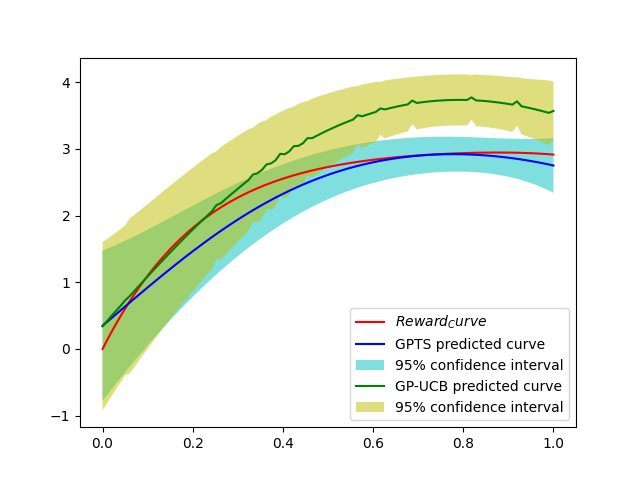 4
3
2
1
0
−1
0.0
0.2
0.4
0.6
0.8
1.0
Reward_Curve
GPTS predicted curve
95% confidence interval
GP-UCB predicted curve
95% confidence interval